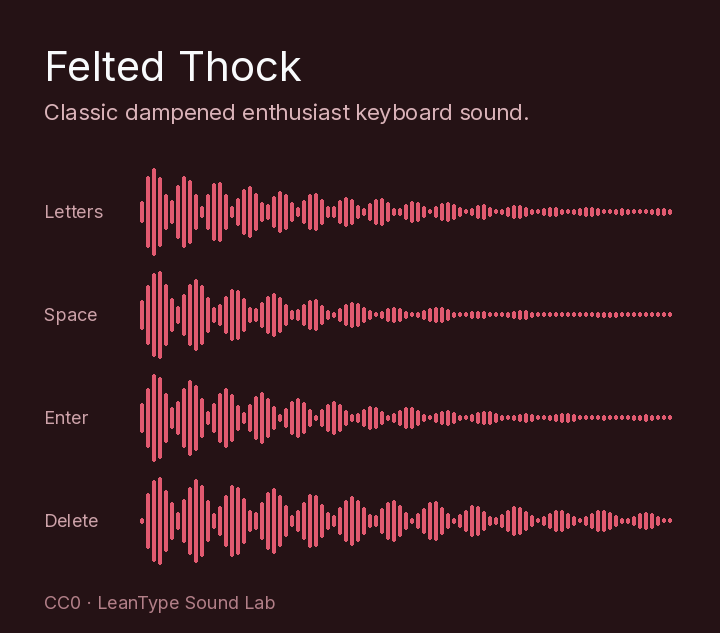 Felted Thock
Classic dampened enthusiast keyboard sound.
Letters
Space
Enter
Delete
CC0 · LeanType Sound Lab